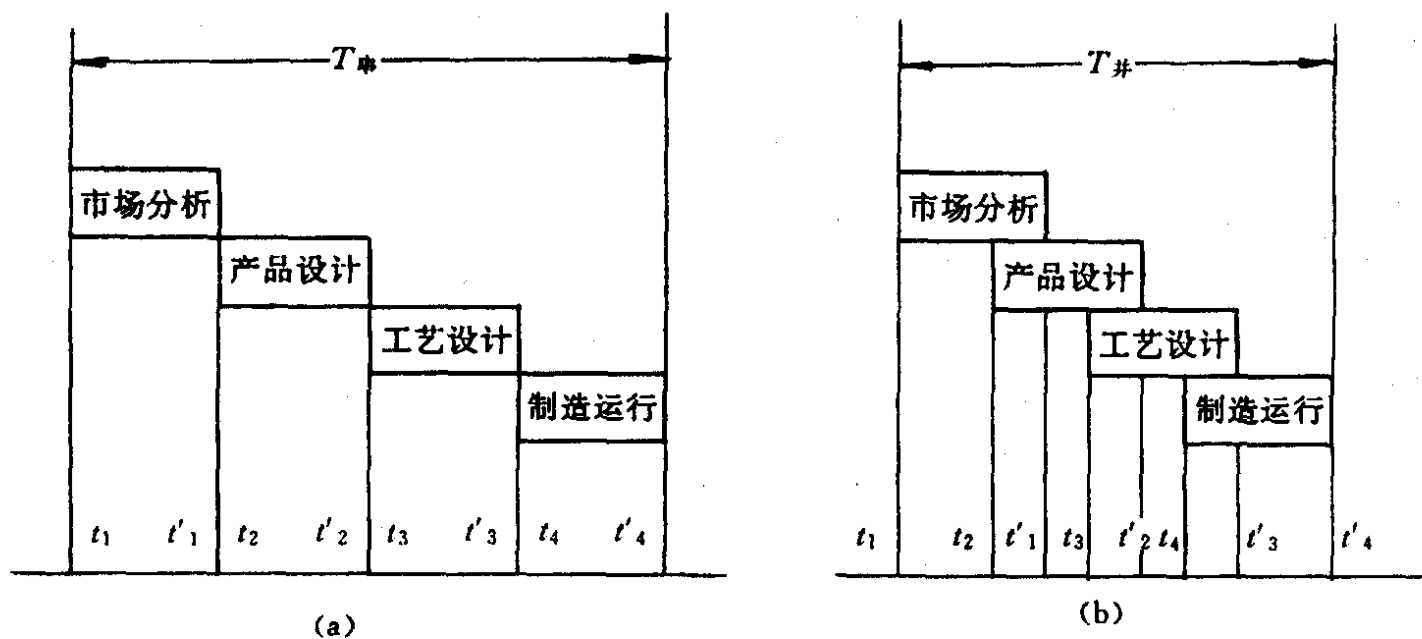 T串
市场分析
产品设计
工艺设计
制造运行
t1 t'1 t2 t'2 t3 t'3 t4 t'4
(a)
T并
市场分析
产品设计
工艺设计
制造运行
t1 t2 t'1 t3 t'2 t4 t'3 t'4
(b)